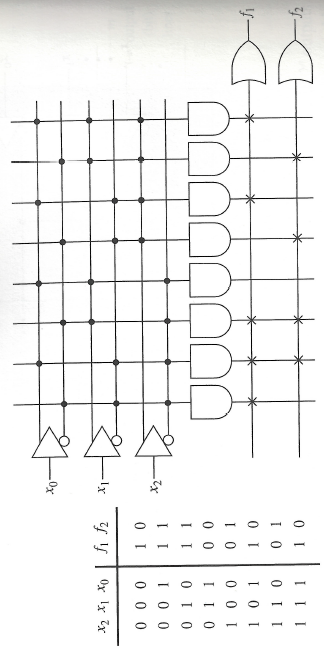 x₂ x₁ x₀ f₁ f₂
0 0 0 1 0
0 0 1 1 1
0 1 0 1 1
0 1 1 0 0
1 0 0 0 1
1 0 1 1 0
1 1 0 0 1
1 1 1 1 0
x₀
x₁
x₂
f₁
f₂